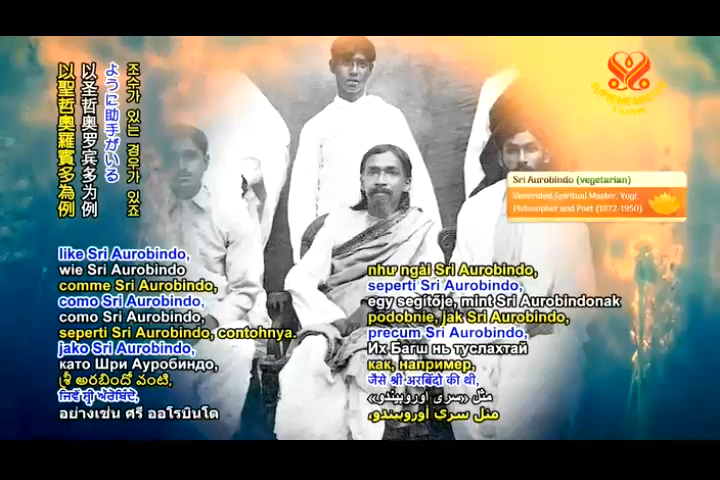 조수가 있는 경우가 있죠
ように助手がいる
以圣哲奥罗宾多为例
以聖哲奧羅賓多為例
SUPREME MASTER
TELEVISION
Sri Aurobindo (vegetarian)
Venerated Spiritual Master, Yogi,
Philosopher and Poet (1872-1950)
like Sri Aurobindo,
wie Sri Aurobindo
comme Sri Aurobindo,
como Sri Aurobindo,
como Sri Aurobindo,
seperti Sri Aurobindo, contohnya.
jako Sri Aurobindo,
като Шри Ауробиндо,
శ్రీ అరబిందో వంటి,
ਜਿਵੇਂ ਸ੍ਰੀ ਔਰੋਬਿੰਦੋ,
อย่างเช่น ศรี ออโรบินโด
như ngài Sri Aurobindo,
seperti Sri Aurobindo,
egy segítője, mint Sri Aurobindonak
podobnie, jak Sri Aurobindo,
precum Sri Aurobindo,
Их Багш нь туслахтай
как, например,
जैसे श्री अरबिंदो की थी,
مثل «سری اوروبیندو»
مثل سري أوروبيندو،